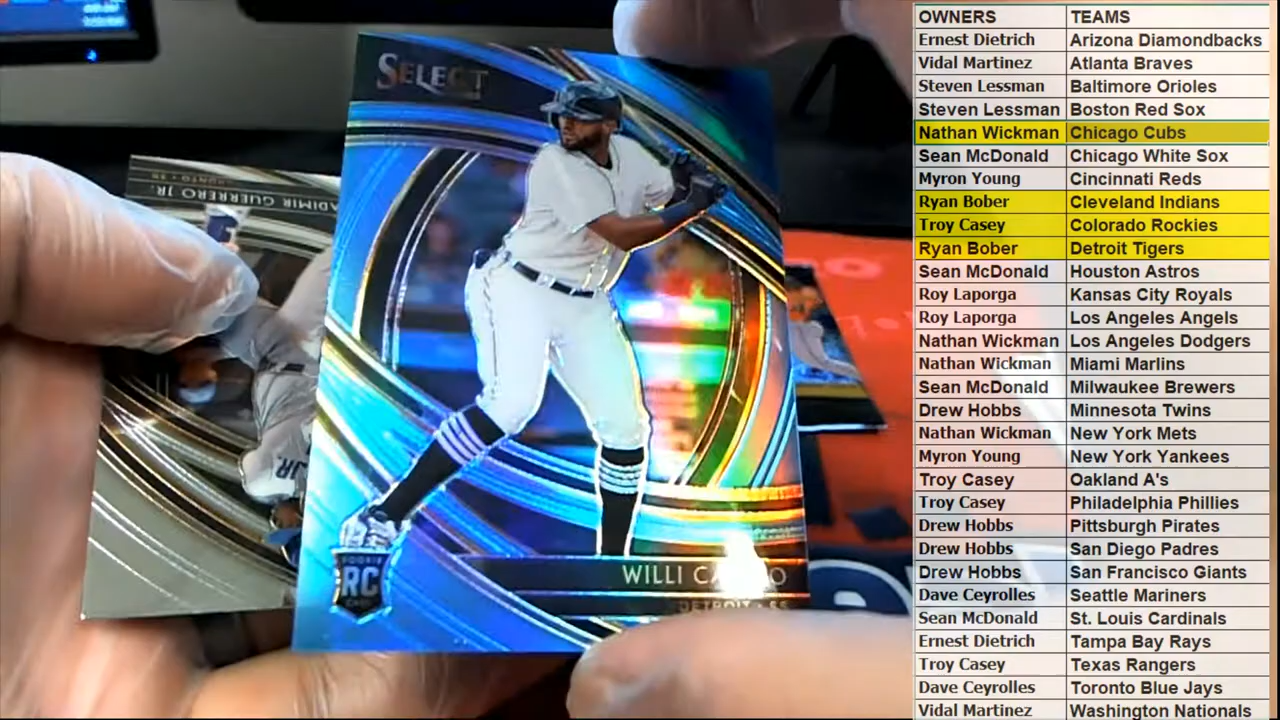 SELECT
ROOKIE
RC
WILLI
DETROIT • SS
VLADIMIR GUERRERO JR.
JR.
OWNERS TEAMS
Ernest Dietrich Arizona Diamondbacks
Vidal Martinez Atlanta Braves
Steven Lessman Baltimore Orioles
Steven Lessman Boston Red Sox
Nathan Wickman Chicago Cubs
Sean McDonald Chicago White Sox
Myron Young Cincinnati Reds
Ryan Bober Cleveland Indians
Troy Casey Colorado Rockies
Ryan Bober Detroit Tigers
Sean McDonald Houston Astros
Roy Laporga Kansas City Royals
Roy Laporga Los Angeles Angels
Nathan Wickman Los Angeles Dodgers
Nathan Wickman Miami Marlins
Sean McDonald Milwaukee Brewers
Drew Hobbs Minnesota Twins
Nathan Wickman New York Mets
Myron Young New York Yankees
Troy Casey Oakland A's
Troy Casey Philadelphia Phillies
Drew Hobbs Pittsburgh Pirates
Drew Hobbs San Diego Padres
Drew Hobbs San Francisco Giants
Dave Ceyrolles Seattle Mariners
Sean McDonald St. Louis Cardinals
Ernest Dietrich Tampa Bay Rays
Troy Casey Texas Rangers
Dave Ceyrolles Toronto Blue Jays
Vidal Martinez Washington Nationals